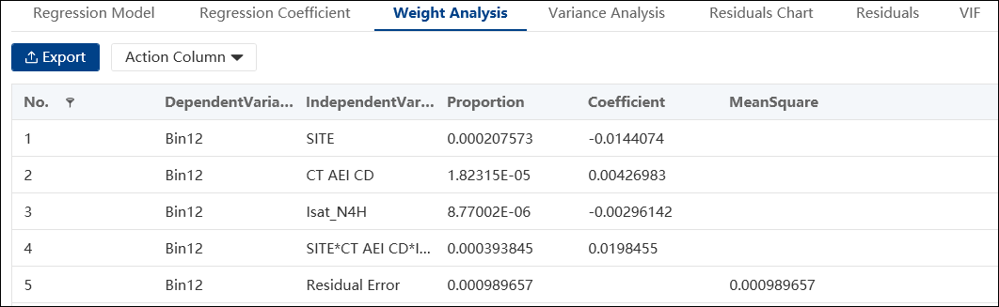 Regression Model Regression Coefficient Weight Analysis Variance Analysis Residuals Chart Residuals VIF
Export Action Column
No. DependentVaria... IndependentVar... Proportion Coefficient MeanSquare
1 Bin12 SITE 0.000207573 -0.0144074
2 Bin12 CT AEI CD 1.82315E-05 0.00426983
3 Bin12 Isat_N4H 8.77002E-06 -0.00296142
4 Bin12 SITE*CT AEI CD*I... 0.000393845 0.0198455
5 Bin12 Residual Error 0.000989657 0.000989657